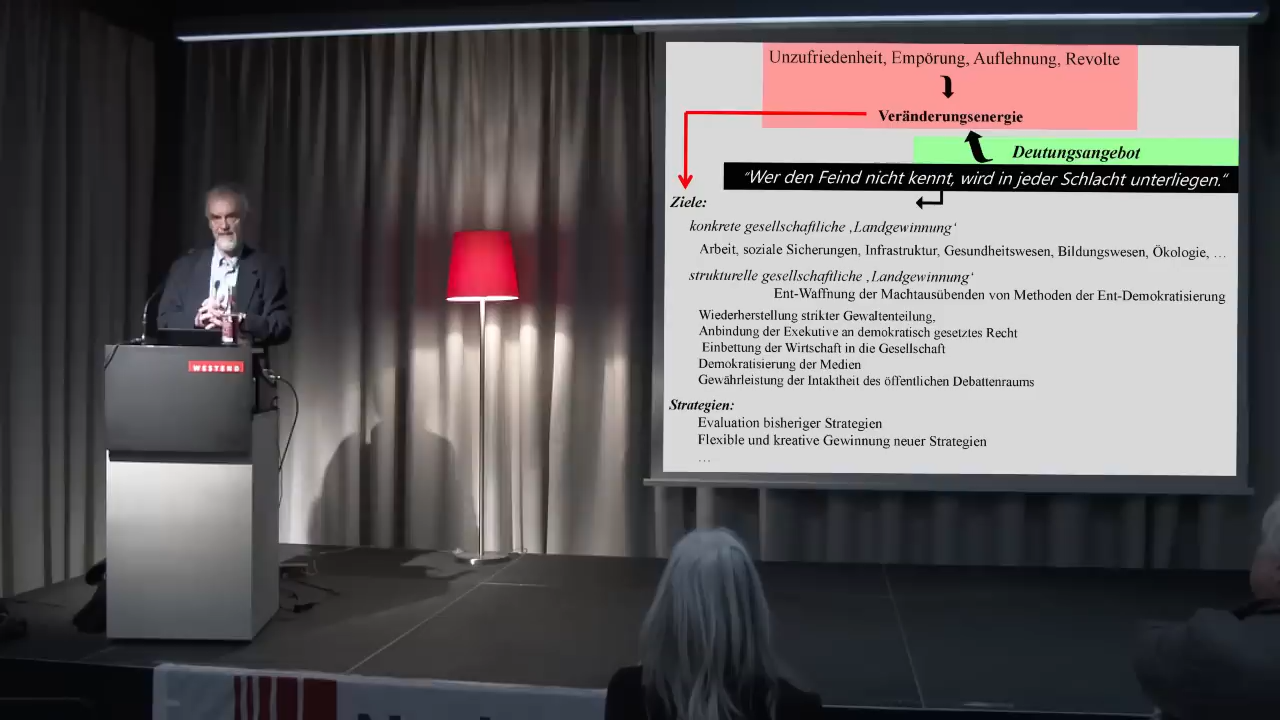 Unzufriedenheit, Empörung, Auflehnung, Revolte
Veränderungsenergie
Deutungsangebot
"Wer den Feind nicht kennt, wird in jeder Schlacht unterliegen."
Ziele:
konkrete gesellschaftliche ‚Landgewinnung‘
Arbeit, soziale Sicherungen, Infrastruktur, Gesundheitswesen, Bildungswesen, Ökologie, …
strukturelle gesellschaftliche ‚Landgewinnung‘
Ent-Waffnung der Machtausübenden von Methoden der Ent-Demokratisierung
Wiederherstellung strikter Gewaltenteilung,
Anbindung der Exekutive an demokratisch gesetztes Recht
Einbettung der Wirtschaft in die Gesellschaft
Demokratisierung der Medien
Gewährleistung der Intaktheit des öffentlichen Debattenraums
Strategien:
Evaluation bisheriger Strategien
Flexible und kreative Gewinnung neuer Strategien
…
WESTEND